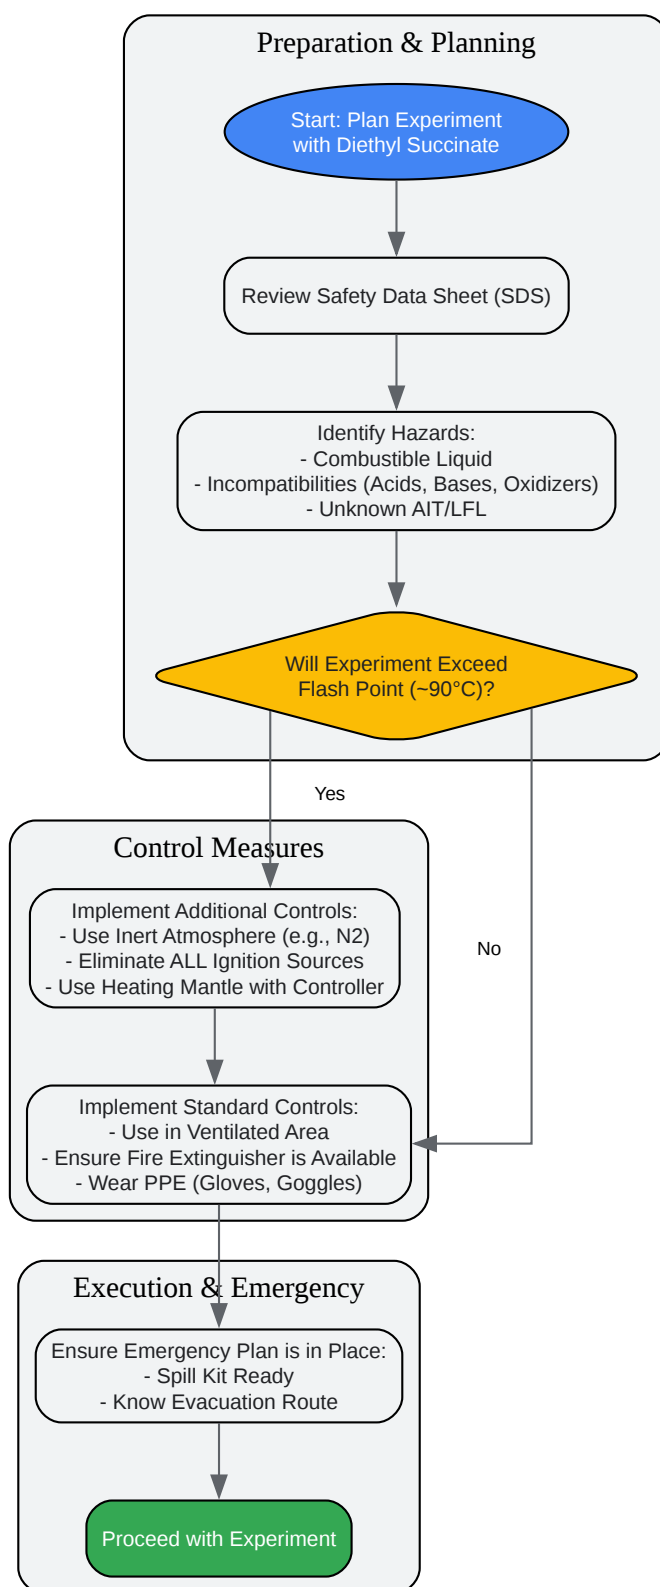 Preparation & Planning
Start: Plan Experiment
with Diethyl Succinate
Review Safety Data Sheet (SDS)
Identify Hazards:
- Combustible Liquid
- Incompatibilities (Acids, Bases, Oxidizers)
- Unknown AIT/LFL
Will Experiment Exceed
Flash Point (~90°C)?
Yes
Control Measures
Implement Additional Controls:
- Use Inert Atmosphere (e.g., N2)
- Eliminate ALL Ignition Sources
- Use Heating Mantle with Controller
No
Implement Standard Controls:
- Use in Ventilated Area
- Ensure Fire Extinguisher is Available
- Wear PPE (Gloves, Goggles)
Execution & Emergency
Ensure Emergency Plan is in Place:
- Spill Kit Ready
- Know Evacuation Route
Proceed with Experiment